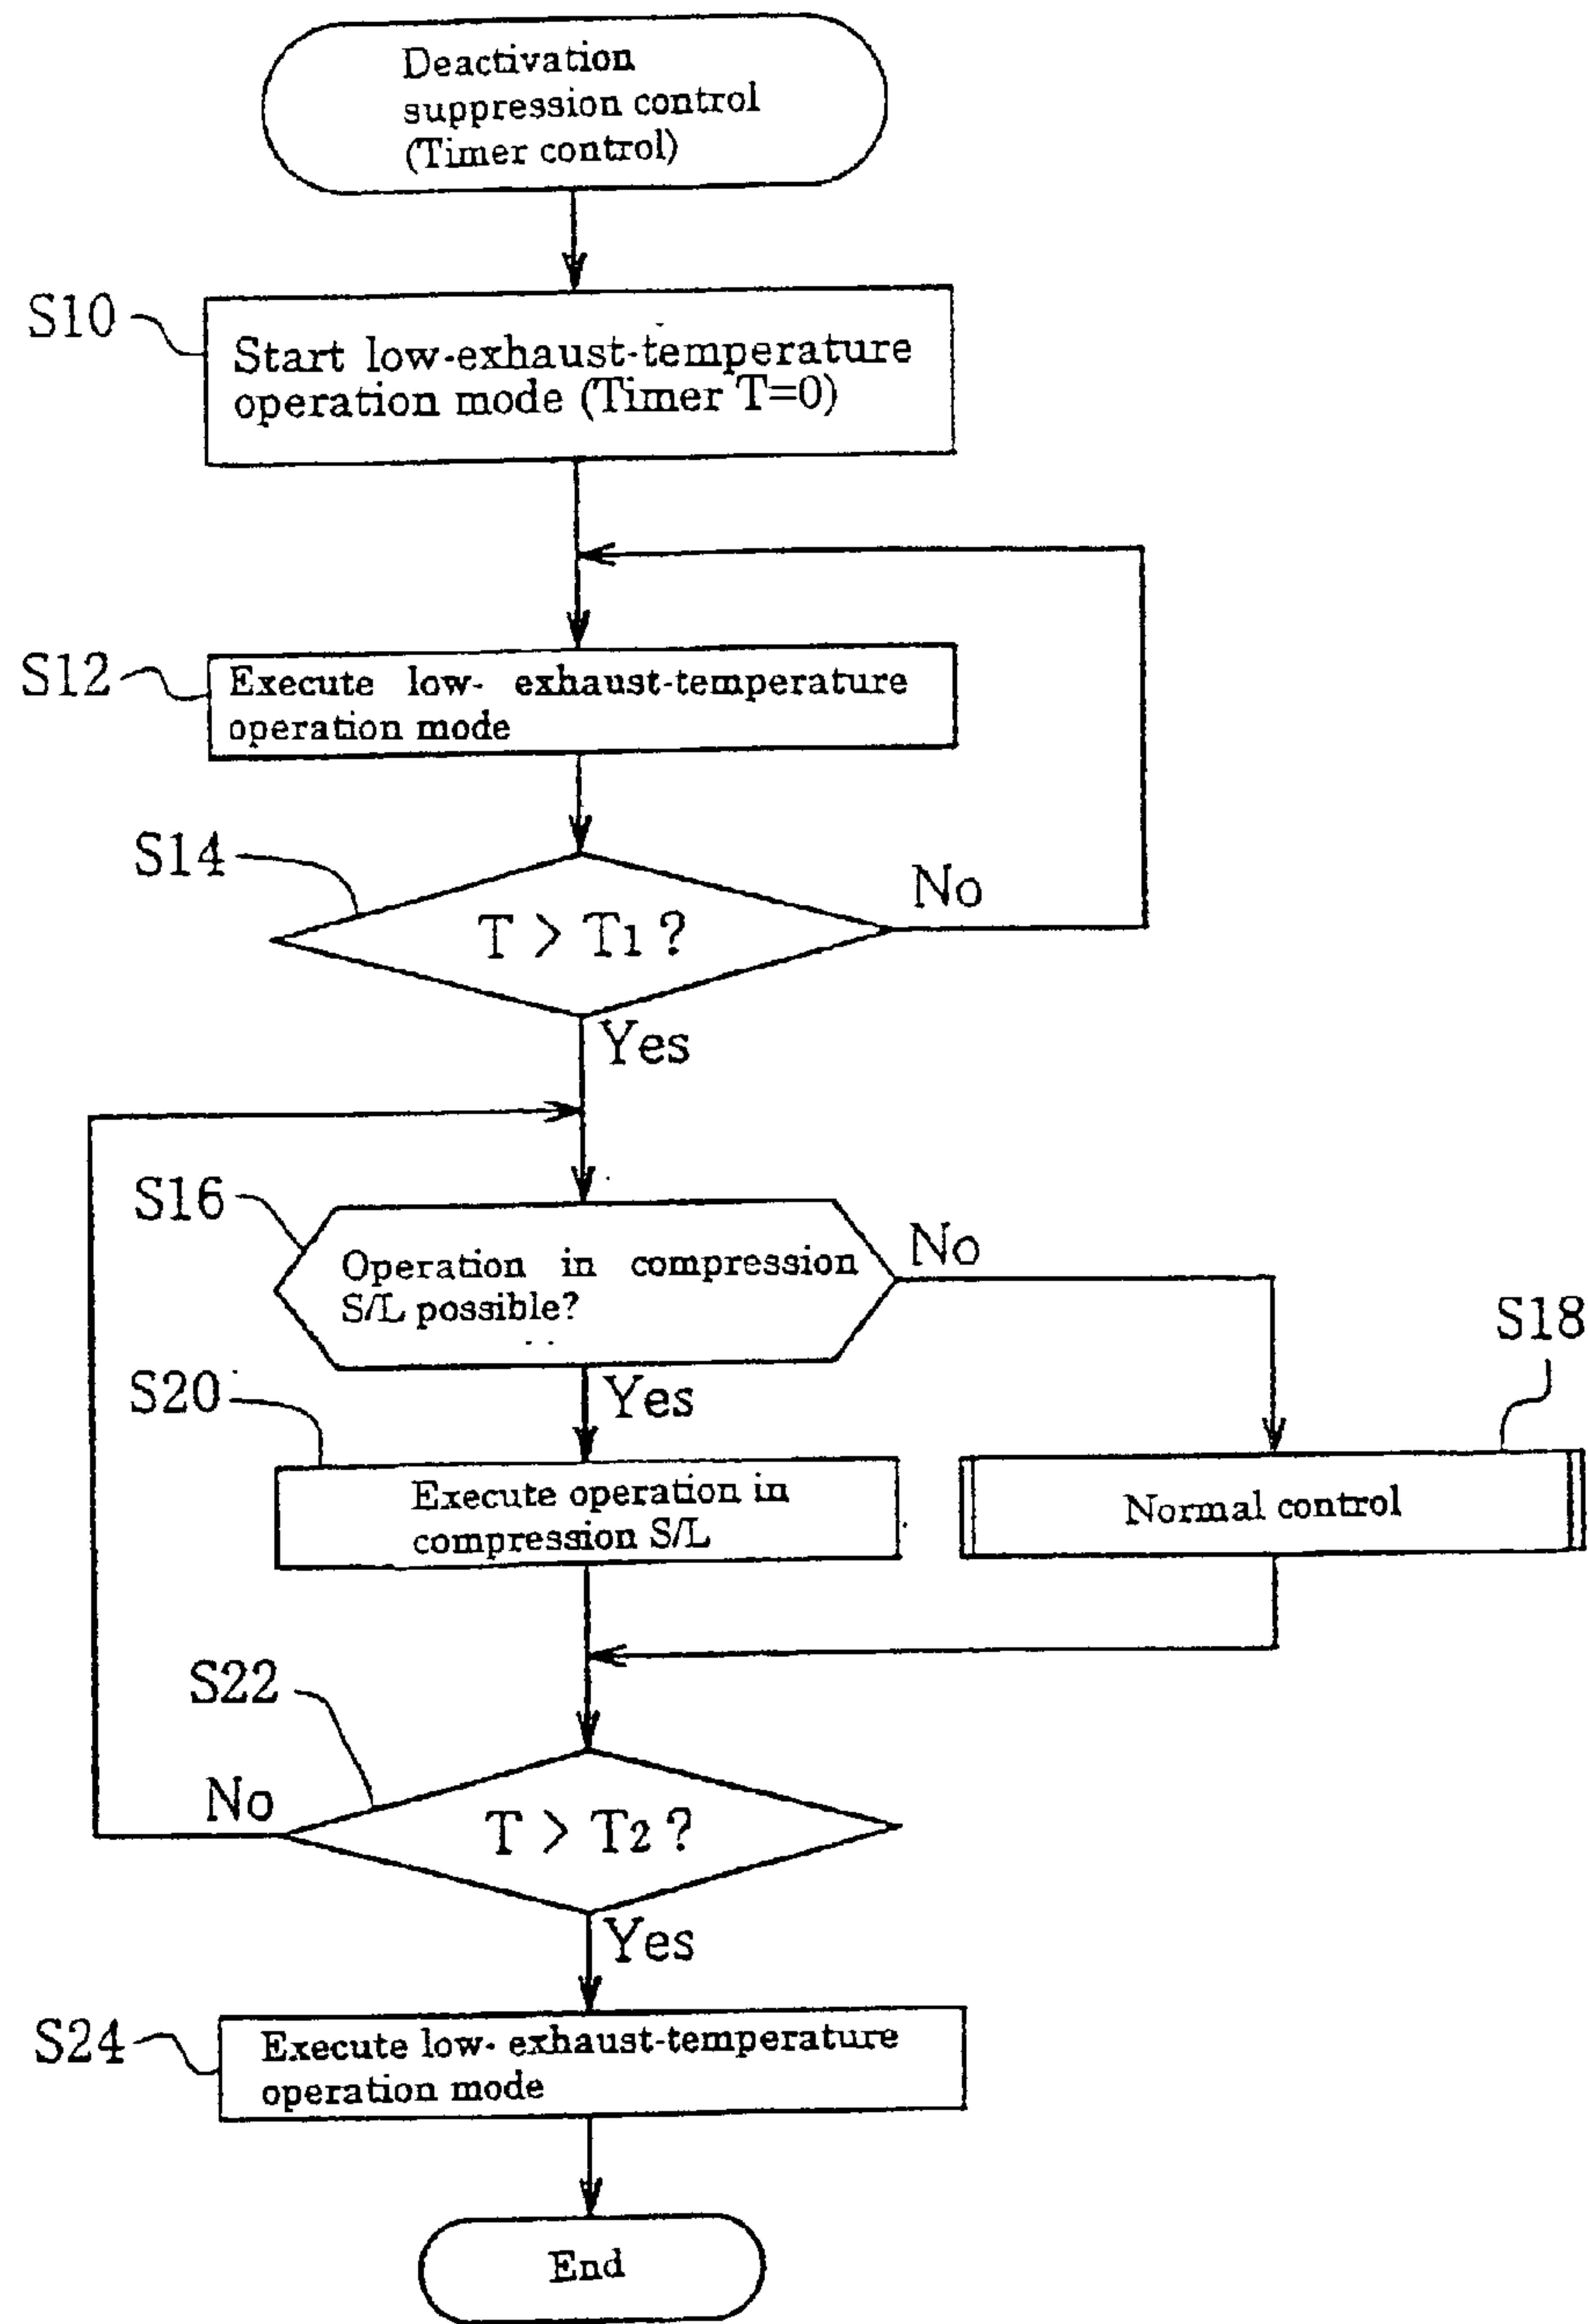 Deactivation
suppression control
(Timer control)
S10
Start low-exhaust-temperature
operation mode (Timer T=0)
S12
Execute low- exhaust-temperature
operation mode
S14
T > T1 ?
No
Yes
S16
Operation in compression
S/L possible?
No
S18
Yes
S20
Execute operation in
compression S/L
Normal control
S22
No
T > T2 ?
Yes
S24
Execute low- exhaust-temperature
operation mode
End